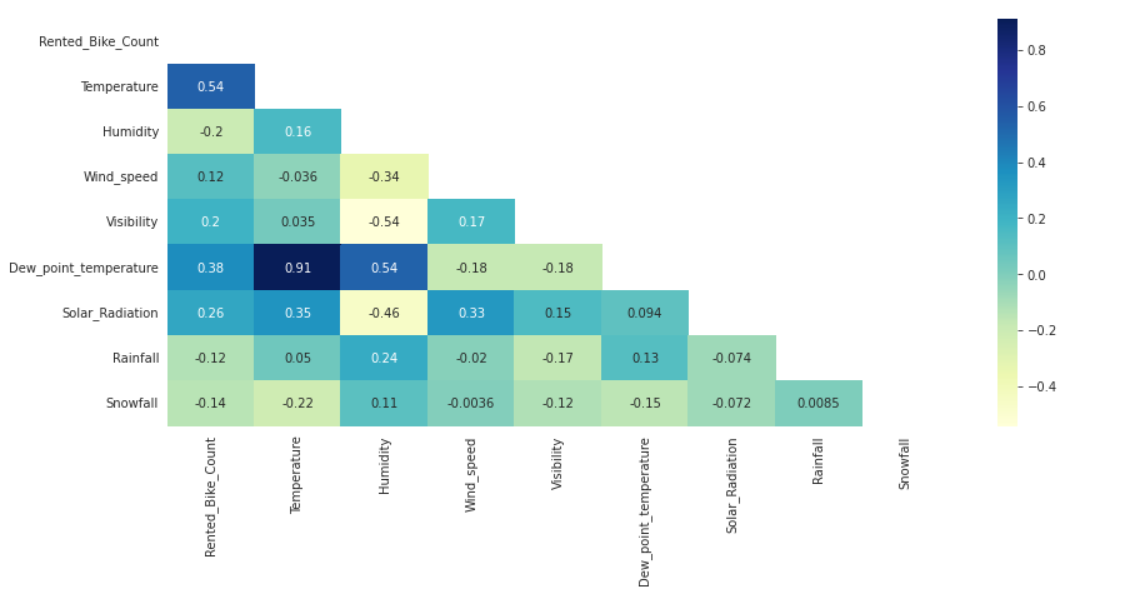 Rented_Bike_Count
Temperature 0.54
Humidity -0.2 0.16
Wind_speed 0.12 -0.036 -0.34
Visibility 0.2 0.035 -0.54 0.17
Dew_point_temperature 0.38 0.91 0.54 -0.18 -0.18
Solar_Radiation 0.26 0.35 -0.46 0.33 0.15 0.094
Rainfall -0.12 0.05 0.24 -0.02 -0.17 0.13 -0.074
Snowfall -0.14 -0.22 0.11 -0.0036 -0.12 -0.15 -0.072 0.0085
Rented_Bike_Count
Temperature
Humidity
Wind_speed
Visibility
Dew_point_temperature
Solar_Radiation
Rainfall
Snowfall
0.8
0.6
0.4
0.2
0.0
−0.2
−0.4